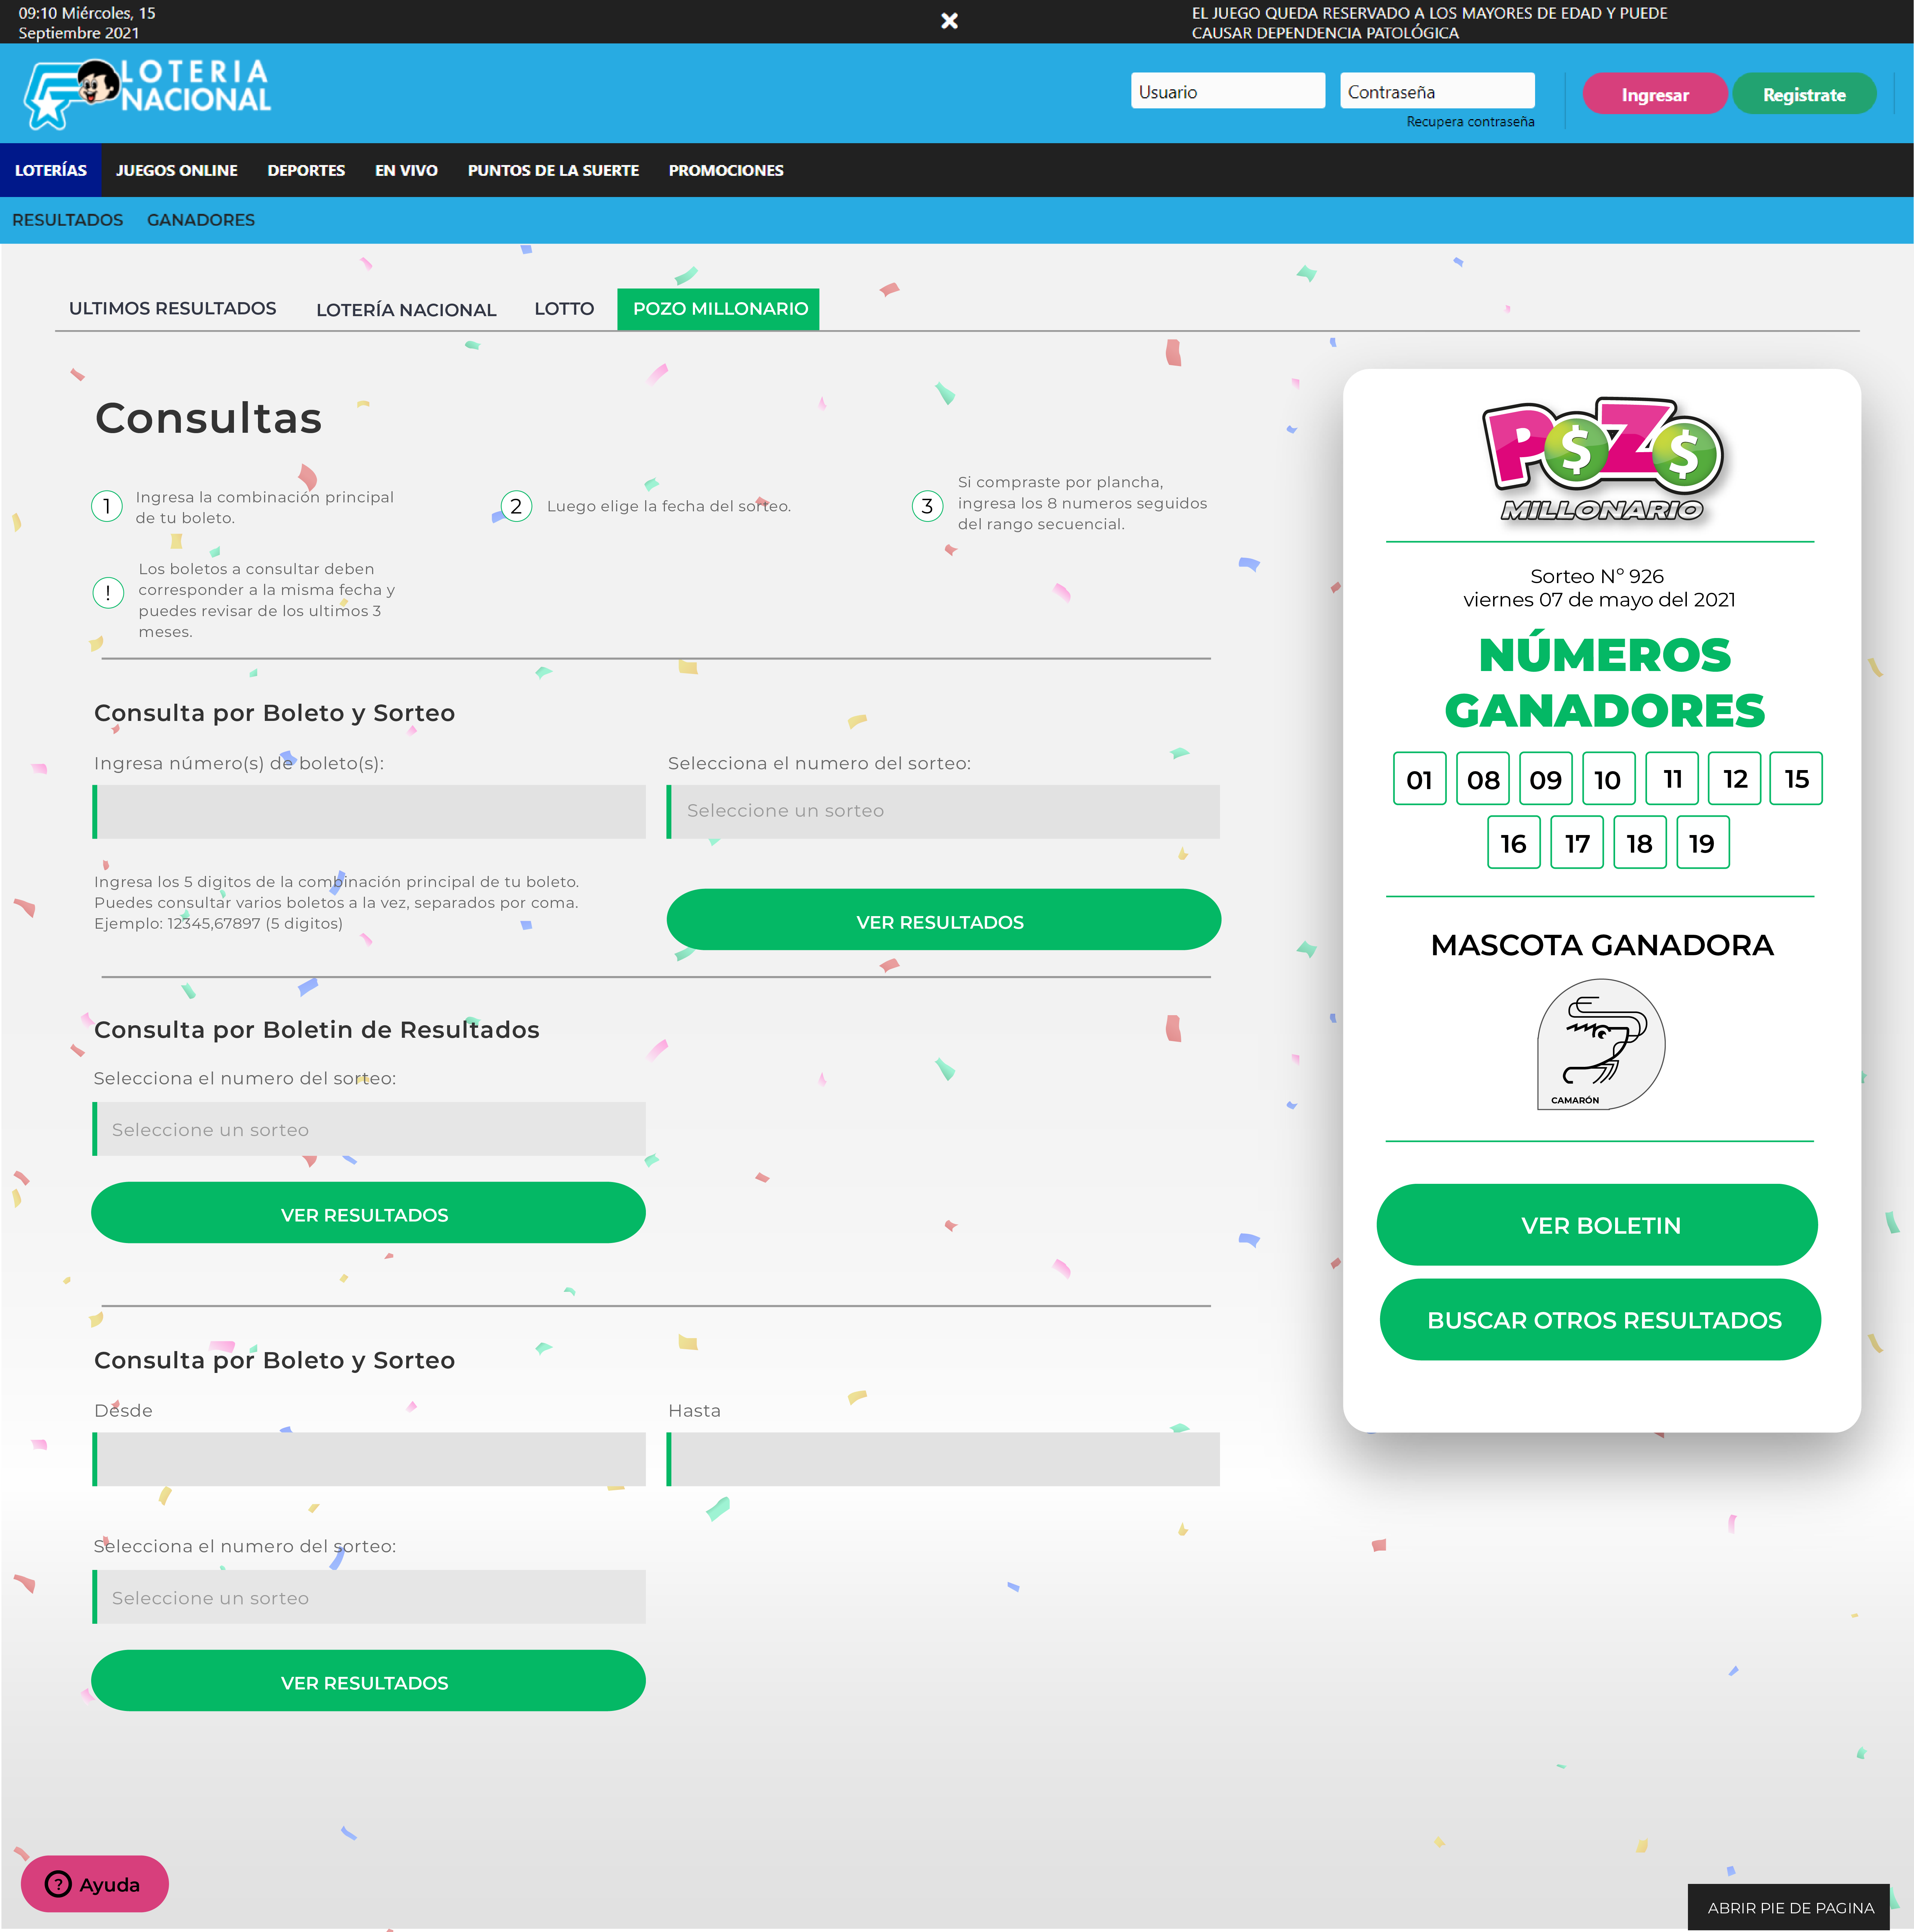 09:10 Miércoles, 15
Septiembre 2021
EL JUEGO QUEDA RESERVADO A LOS MAYORES DE EDAD Y PUEDE
CAUSAR DEPENDENCIA PATOLÓGICA
LOTERIA
NACIONAL
Usuario
Contraseña
Ingresar
Registrate
Recupera contraseña
LOTERÍAS JUEGOS ONLINE DEPORTES EN VIVO PUNTOS DE LA SUERTE PROMOCIONES
RESULTADOS GANADORES
ULTIMOS RESULTADOS LOTERÍA NACIONAL LOTTO POZO MILLONARIO
Consultas
1
Ingresa la combinación principal
de tu boleto.
2
Luego elige la fecha del sorteo.
3
Si compraste por plancha,
ingresa los 8 numeros seguidos
del rango secuencial.
!
Los boletos a consultar deben
corresponder a la misma fecha y
puedes revisar de los ultimos 3
meses.
Consulta por Boleto y Sorteo
Ingresa número(s) de boleto(s):
Selecciona el numero del sorteo:
Seleccione un sorteo
Ingresa los 5 digitos de la combinación principal de tu boleto.
Puedes consultar varios boletos a la vez, separados por coma.
Ejemplo: 12345,67897 (5 digitos)
VER RESULTADOS
Consulta por Boletin de Resultados
Selecciona el numero del sorteo:
Seleccione un sorteo
VER RESULTADOS
Consulta por Boleto y Sorteo
Desde
Hasta
Selecciona el numero del sorteo:
Seleccione un sorteo
VER RESULTADOS
P$Z$
MILLONARIO
Sorteo N° 926
viernes 07 de mayo del 2021
NÚMEROS
GANADORES
01 08 09 10 11 12 15
16 17 18 19
MASCOTA GANADORA
CAMARÓN
VER BOLETIN
BUSCAR OTROS RESULTADOS
? Ayuda
ABRIR PIE DE PAGINA